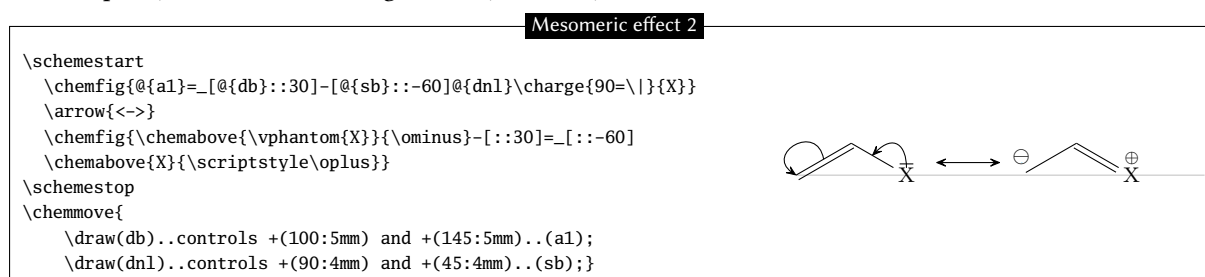 Mesomeric effect 2
\schemestart
\chemfig{@{a1}=_[@{db}::30]-[@{sb}::-60]@{dnl}\charge{90=\|}{X}}
\arrow{<->}
\chemfig{\chemabove{\vphantom{X}}{\ominus}-[::30]=_[::-60]
\chemabove{X}{\scriptstyle\oplus}}
\schemestop
\chemmove{
\draw(db)..controls +(100:5mm) and +(145:5mm)..(a1);
\draw(dnl)..controls +(90:4mm) and +(45:4mm)..(sb);}
X ⊖ ⊕ X